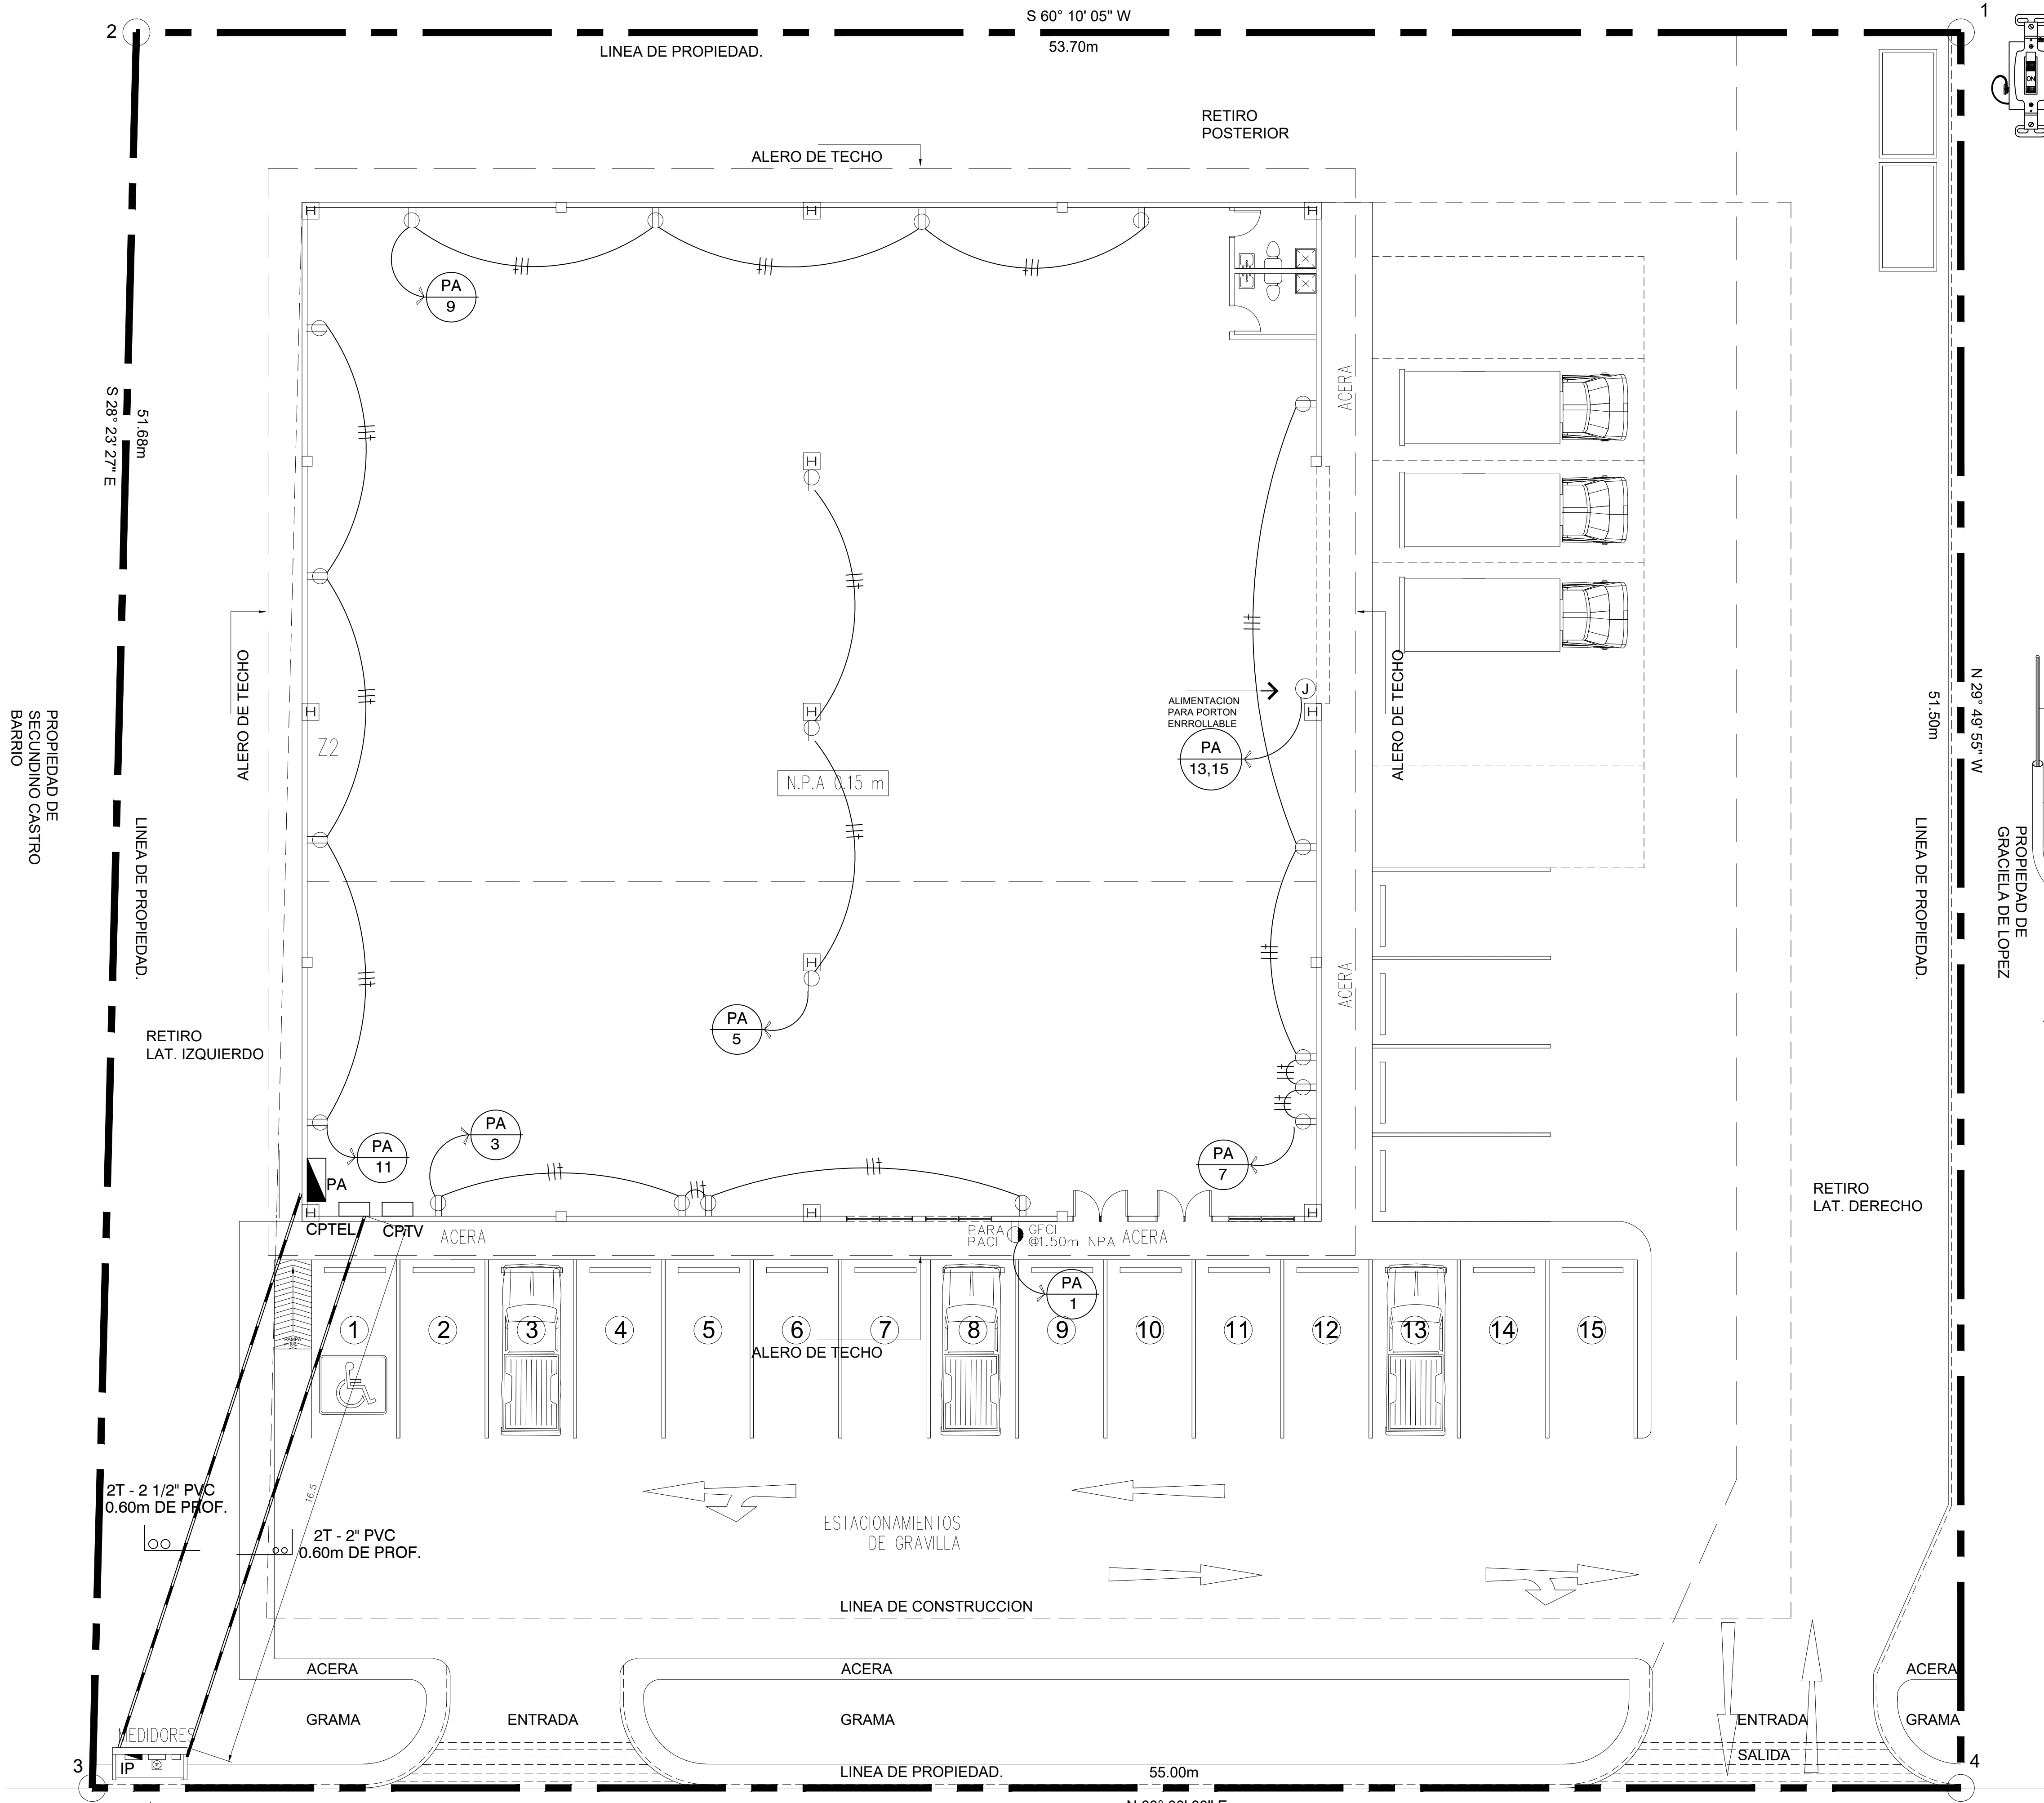 S 60° 10' 05" W
1
2
ON
LINEA DE PROPIEDAD.
53.70m
RETIRO
POSTERIOR
ALERO DE TECHO
H
H
H
PA
9
ACERA
S 28° 23' 27" E
51.68m
H
ALERO DE TECHO
ALIMENTACION
PARA PORTON
ENRROLLABLE
J
ALERO DE TECHO
N 29° 49' 55" W
51.50m
PROPIEDAD DE
SECUNDINO CASTRO
BARRIO
H
Z2
H
H
PA
13,15
N.P.A 0.15 m
LINEA DE PROPIEDAD.
LINEA DE PROPIEDAD.
PROPIEDAD DE
GRACIELA DE LOPEZ
H
ACERA
PA
5
RETIRO
LAT. IZQUIERDO
PA
3
PA
11
PA
7
PA
RETIRO
LAT. DERECHO
H
H
H
CPTEL
CPTV
ACERA
PARA
PACI
GFCI
@1.50m NPA
ACERA
PA
1
RAMPA
1
2
3
4
5
6
7
8
9
10
11
12
13
14
15
ALERO DE TECHO
2T - 2 1/2" PVC
0.60m DE PROF.
16.5
2T - 2" PVC
0.60m DE PROF.
ESTACIONAMIENTOS
DE GRAVILLA
LINEA DE CONSTRUCCION
ACERA
ACERA
ACERA
GRAMA
ENTRADA
GRAMA
ENTRADA
GRAMA
MEDIDORES
SALIDA
3
IP
LINEA DE PROPIEDAD.
55.00m
4